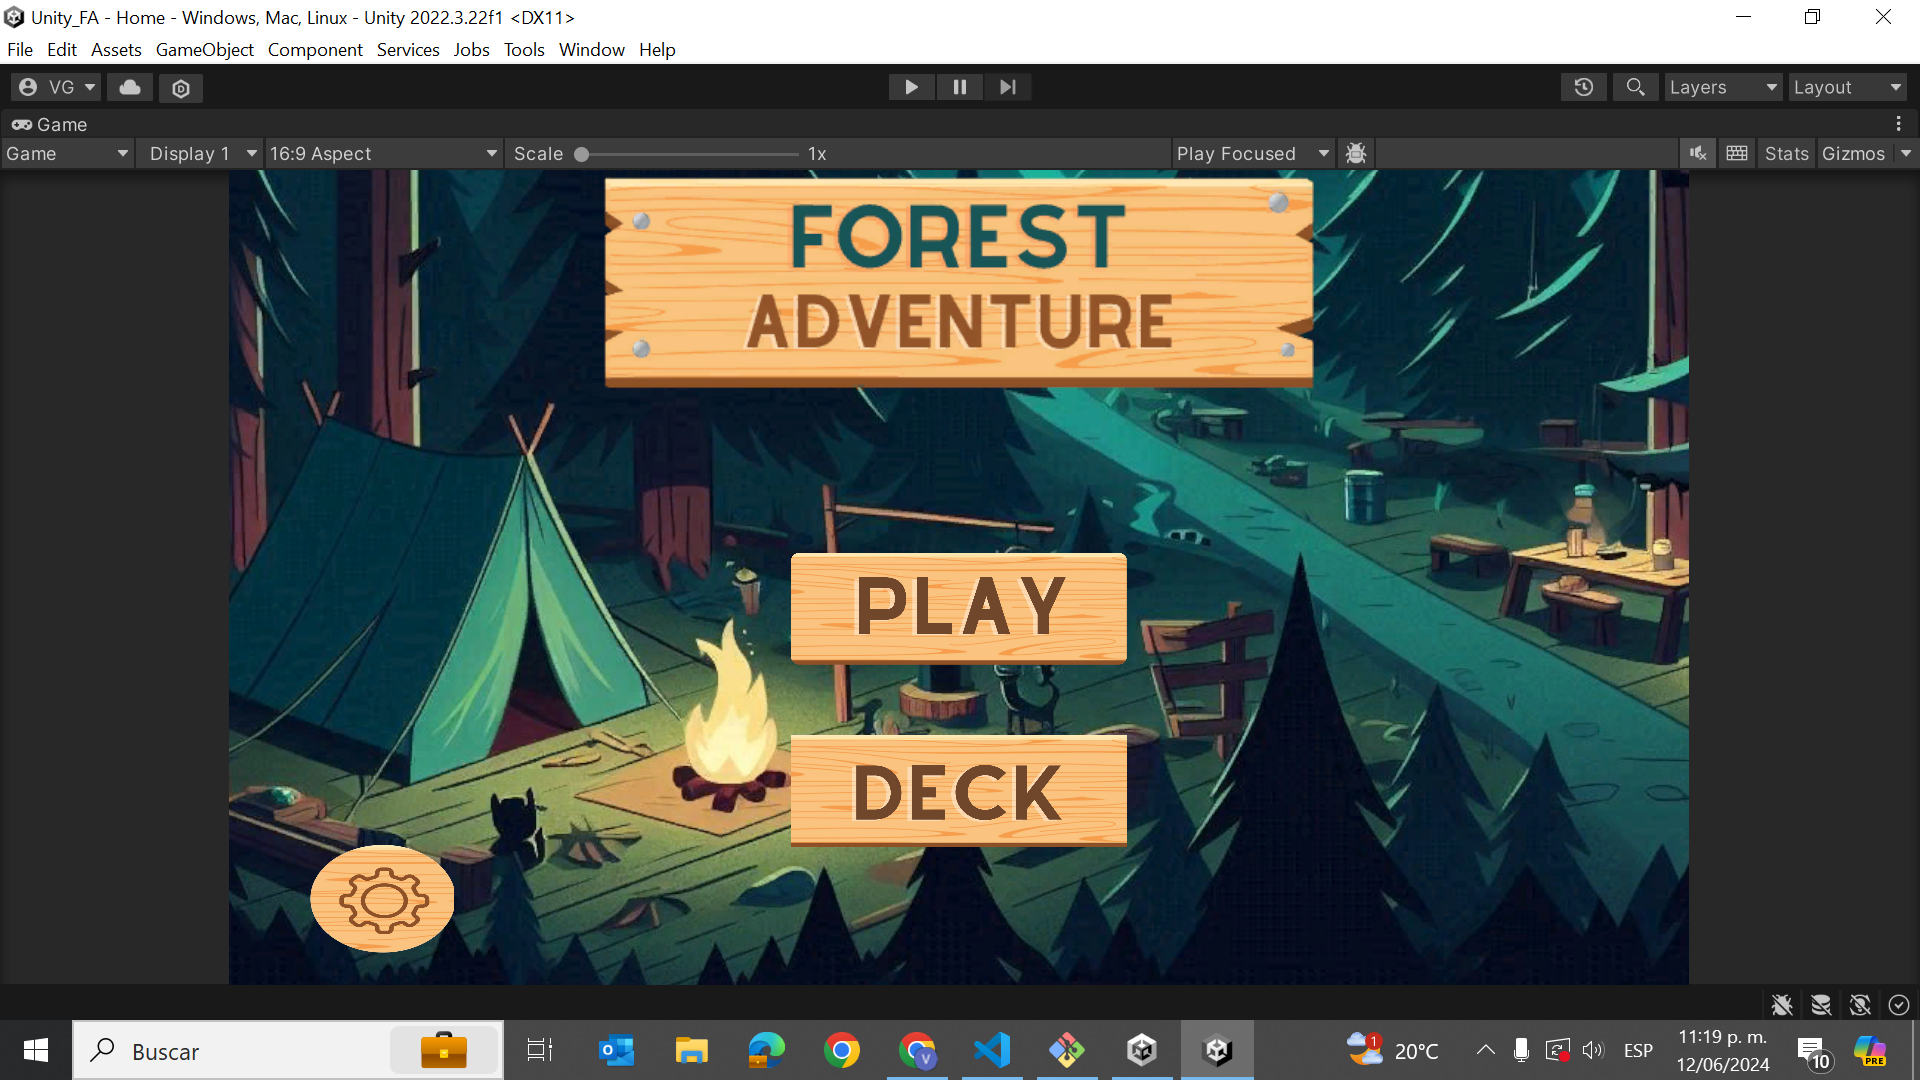 Unity_FA - Home - Windows, Mac, Linux - Unity 2022.3.22f1 <DX11>
File Edit Assets GameObject Component Services Jobs Tools Window Help
VG
Layers
Layout
Game
Game
Display 1
16:9 Aspect
Scale
1x
Play Focused
Stats
Gizmos
FOREST
ADVENTURE
PLAY
DECK
Buscar
1
20°C
ESP
11:19 p. m.
12/06/2024
10
PRE